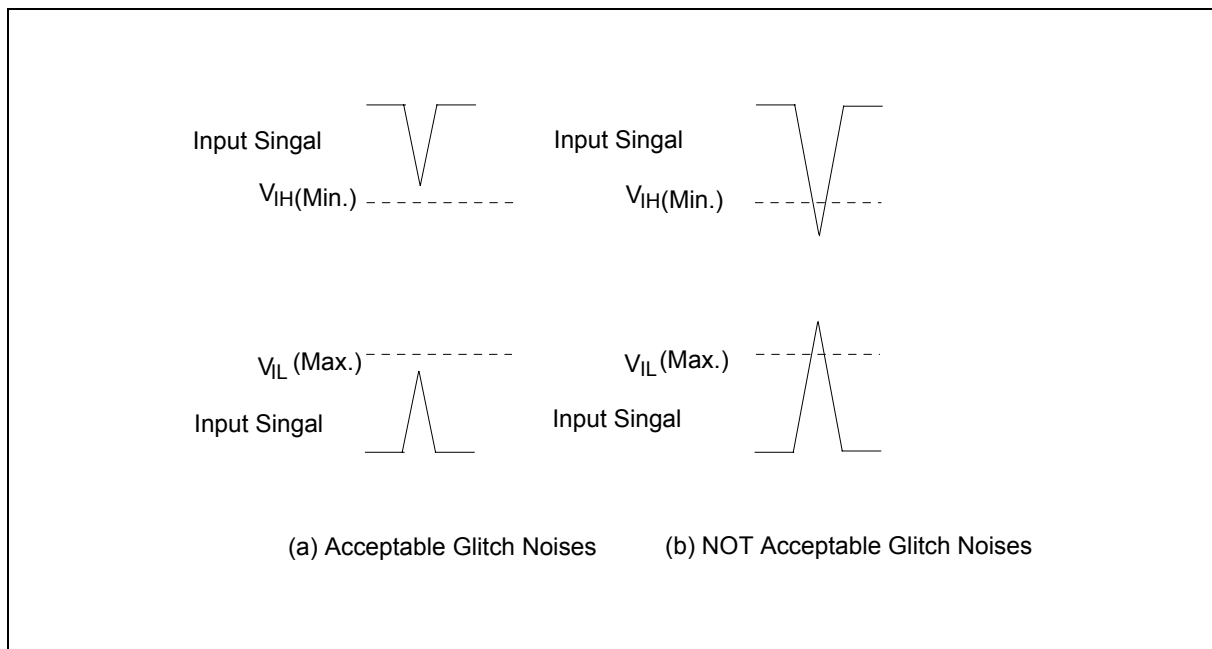 Input Singal
Input Singal
VIH(Min.)
VIH(Min.)
VIL (Max.)
VIL (Max.)
Input Singal
Input Singal
(a) Acceptable Glitch Noises
(b) NOT Acceptable Glitch Noises